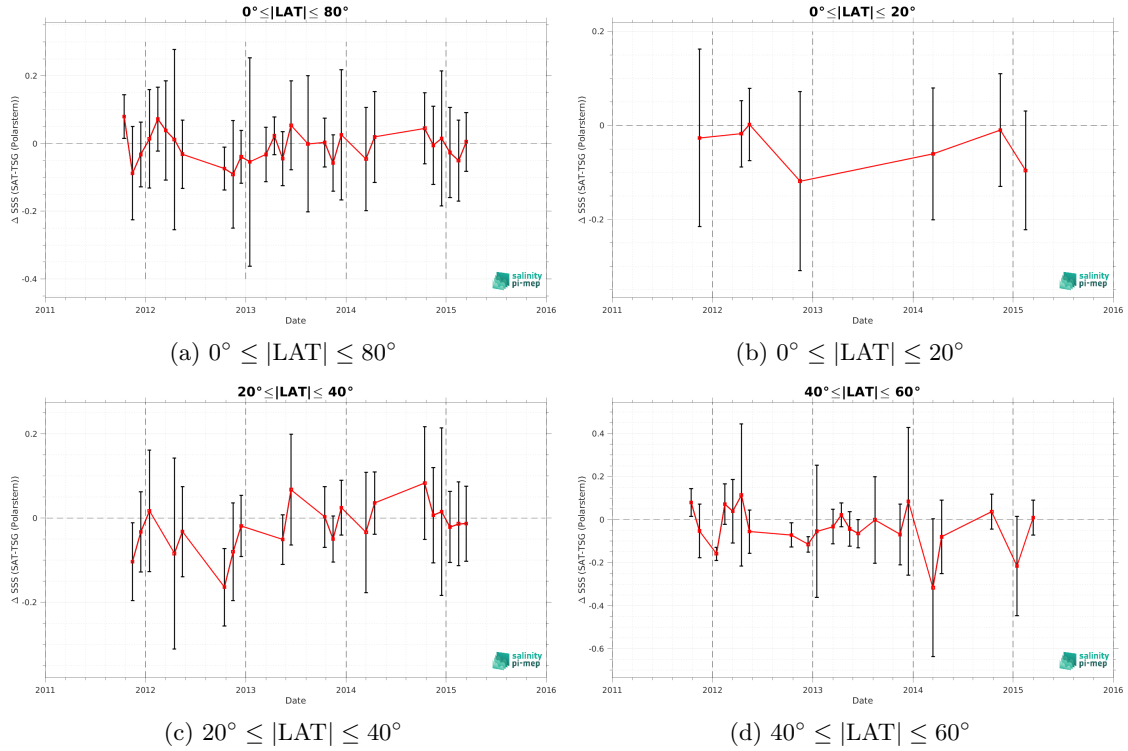 0°≤|LAT|≤ 80°
Δ SSS (SAT-TSG (Polarstern))
0.2
0
-0.2
-0.4
2011 2012 2013 2014 2015 2016
Date
salinity
pi-mep
(a) 0° ≤ |LAT| ≤ 80°
0°≤|LAT|≤ 20°
Δ SSS (SAT-TSG (Polarstern))
0.2
0
-0.2
2011 2012 2013 2014 2015 2016
Date
salinity
pi-mep
(b) 0° ≤ |LAT| ≤ 20°
20°≤|LAT|≤ 40°
Δ SSS (SAT-TSG (Polarstern))
0.2
0
-0.2
2011 2012 2013 2014 2015 2016
Date
salinity
pi-mep
(c) 20° ≤ |LAT| ≤ 40°
40°≤|LAT|≤ 60°
Δ SSS (SAT-TSG (Polarstern))
0.4
0.2
0
-0.2
-0.4
-0.6
2011 2012 2013 2014 2015 2016
Date
salinity
pi-mep
(d) 40° ≤ |LAT| ≤ 60°